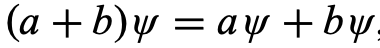 (a + b)ψ = aψ + bψ,